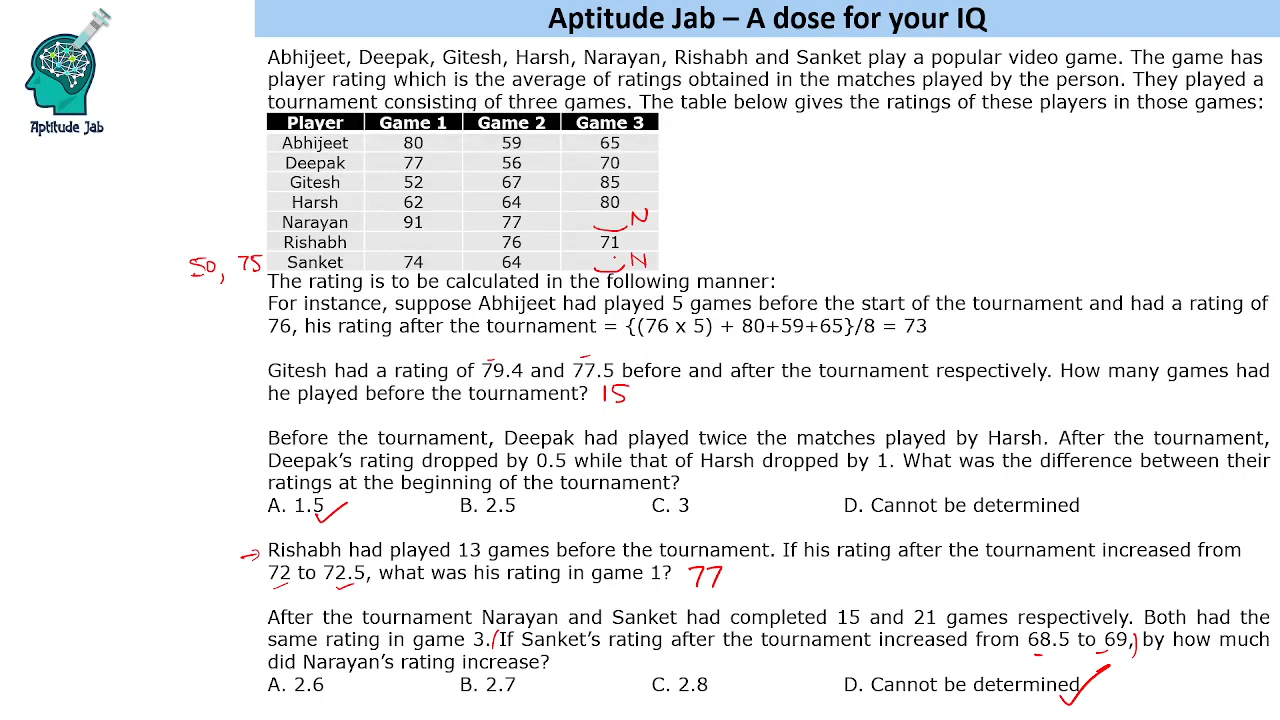 Aptitude Jab – A dose for your IQ
Aptitude Jab
Abhijeet, Deepak, Gitesh, Harsh, Narayan, Rishabh and Sanket play a popular video game. The game has
player rating which is the average of ratings obtained in the matches played by the person. They played a
tournament consisting of three games. The table below gives the ratings of these players in those games:
Player Game 1 Game 2 Game 3
Abhijeet 80 59 65
Deepak 77 56 70
Gitesh 52 67 85
Harsh 62 64 80
Narayan 91 77 N
Rishabh 76 71
50, 75 Sanket 74 64 N
The rating is to be calculated in the following manner:
For instance, suppose Abhijeet had played 5 games before the start of the tournament and had a rating of
76, his rating after the tournament = {(76 x 5) + 80+59+65}/8 = 73
Gitesh had a rating of 79.4 and 77.5 before and after the tournament respectively. How many games had
he played before the tournament? 15
Before the tournament, Deepak had played twice the matches played by Harsh. After the tournament,
Deepak's rating dropped by 0.5 while that of Harsh dropped by 1. What was the difference between their
ratings at the beginning of the tournament?
A. 1.5 B. 2.5 C. 3 D. Cannot be determined
Rishabh had played 13 games before the tournament. If his rating after the tournament increased from
72 to 72.5, what was his rating in game 1? 77
After the tournament Narayan and Sanket had completed 15 and 21 games respectively. Both had the
same rating in game 3. (If Sanket's rating after the tournament increased from 68.5 to 69,) by how much
did Narayan's rating increase?
A. 2.6 B. 2.7 C. 2.8 D. Cannot be determined